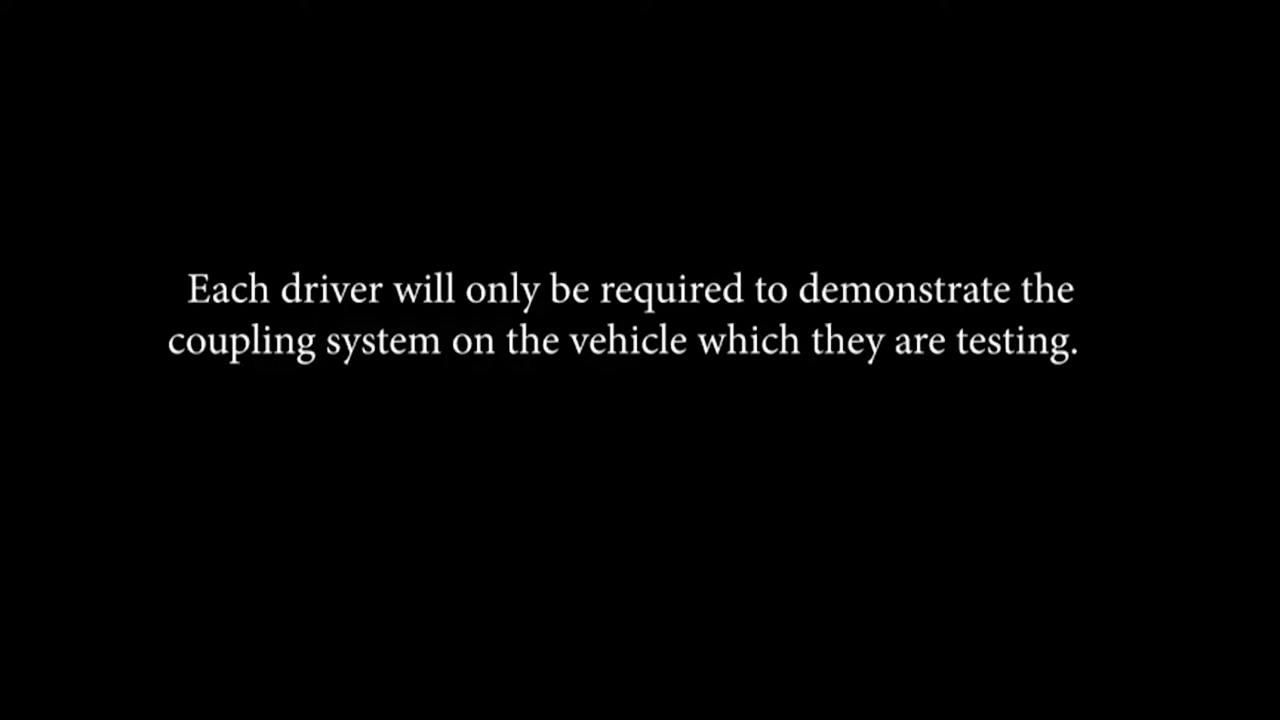 Each driver will only be required to demonstrate the
coupling system on the vehicle which they are testing.